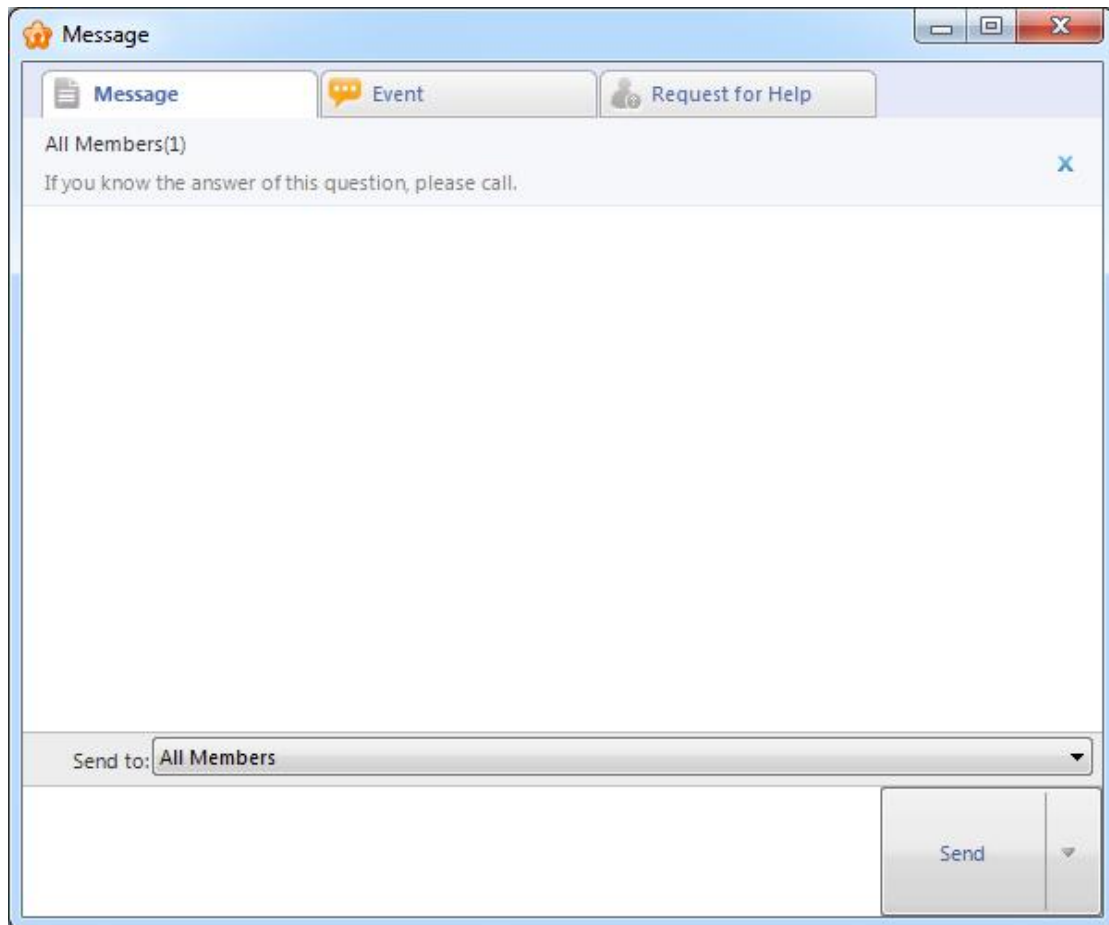 Message
Message
Event
Request for Help
All Members(1)
If you know the answer of this question, please call.
Send to: All Members
Send